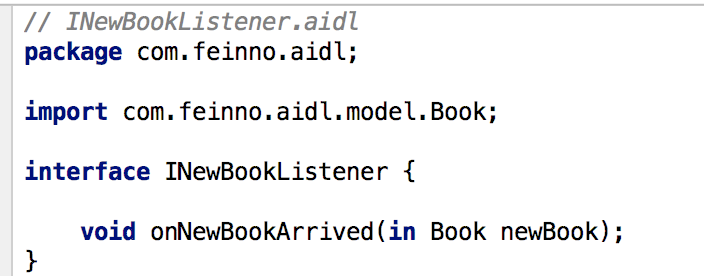 // INewBookListener.aidl
package com.feinno.aidl;
import com.feinno.aidl.model.Book;
interface INewBookListener {
void onNewBookArrived(in Book newBook);
}